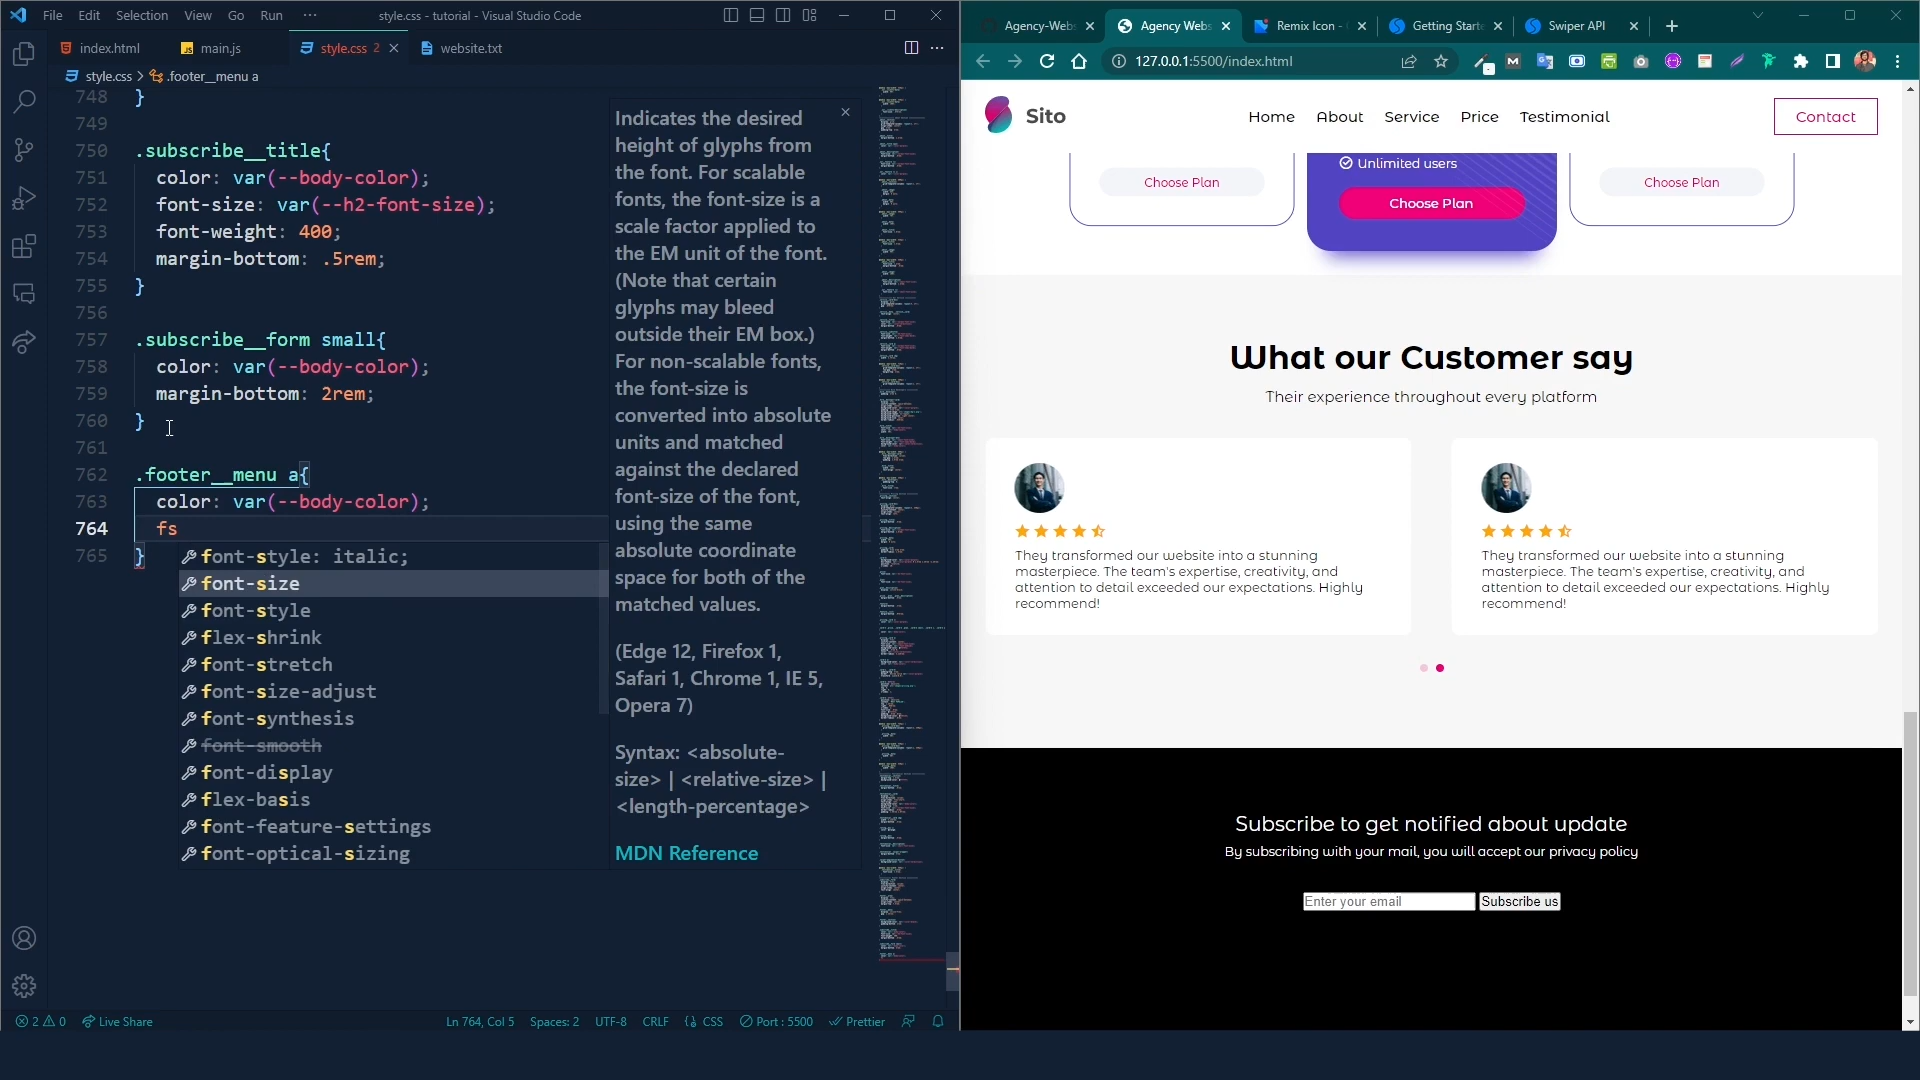 File Edit Selection View Go Run ··· style.css - tutorial - Visual Studio Code
index.html main.js style.css 2 website.txt
style.css > .footer__menu a
748 }
749
750 .subscribe__title{
751 color: var(--body-color);
752 font-size: var(--h2-font-size);
753 font-weight: 400;
754 margin-bottom: .5rem;
755 }
756
757 .subscribe__form small{
758 color: var(--body-color);
759 margin-bottom: 2rem;
760 }
761
762 .footer__menu a{
763 color: var(--body-color);
764 fs
765 }
font-style: italic;
font-size
font-style
flex-shrink
font-stretch
font-size-adjust
font-synthesis
font-smooth
font-display
flex-basis
font-feature-settings
font-optical-sizing
Indicates the desired
height of glyphs from
the font. For scalable
fonts, the font-size is a
scale factor applied to
the EM unit of the font.
(Note that certain
glyphs may bleed
outside their EM box.)
For non-scalable fonts,
the font-size is
converted into absolute
units and matched
against the declared
font-size of the font,
using the same
absolute coordinate
space for both of the
matched values.
(Edge 12, Firefox 1,
Safari 1, Chrome 1, IE 5,
Opera 7)
Syntax: <absolute-
size> | <relative-size> |
<length-percentage>
MDN Reference
2 0 Live Share Ln 764, Col 5 Spaces: 2 UTF-8 CRLF {} CSS Port : 5500 Prettier
Agency-Webs Agency Webs Remix Icon - Getting Starte Swiper API
127.0.0.1:5500/index.html
Sito Home About Service Price Testimonial Contact
Unlimited users
Choose Plan Choose Plan Choose Plan
What our Customer say
Their experience throughout every platform
They transformed our website into a stunning
masterpiece. The team's expertise, creativity, and
attention to detail exceeded our expectations. Highly
recommend!
They transformed our website into a stunning
masterpiece. The team's expertise, creativity, and
attention to detail exceeded our expectations. Highly
recommend!
Subscribe to get notified about update
By subscribing with your mail, you will accept our privacy policy
Enter your email Subscribe us